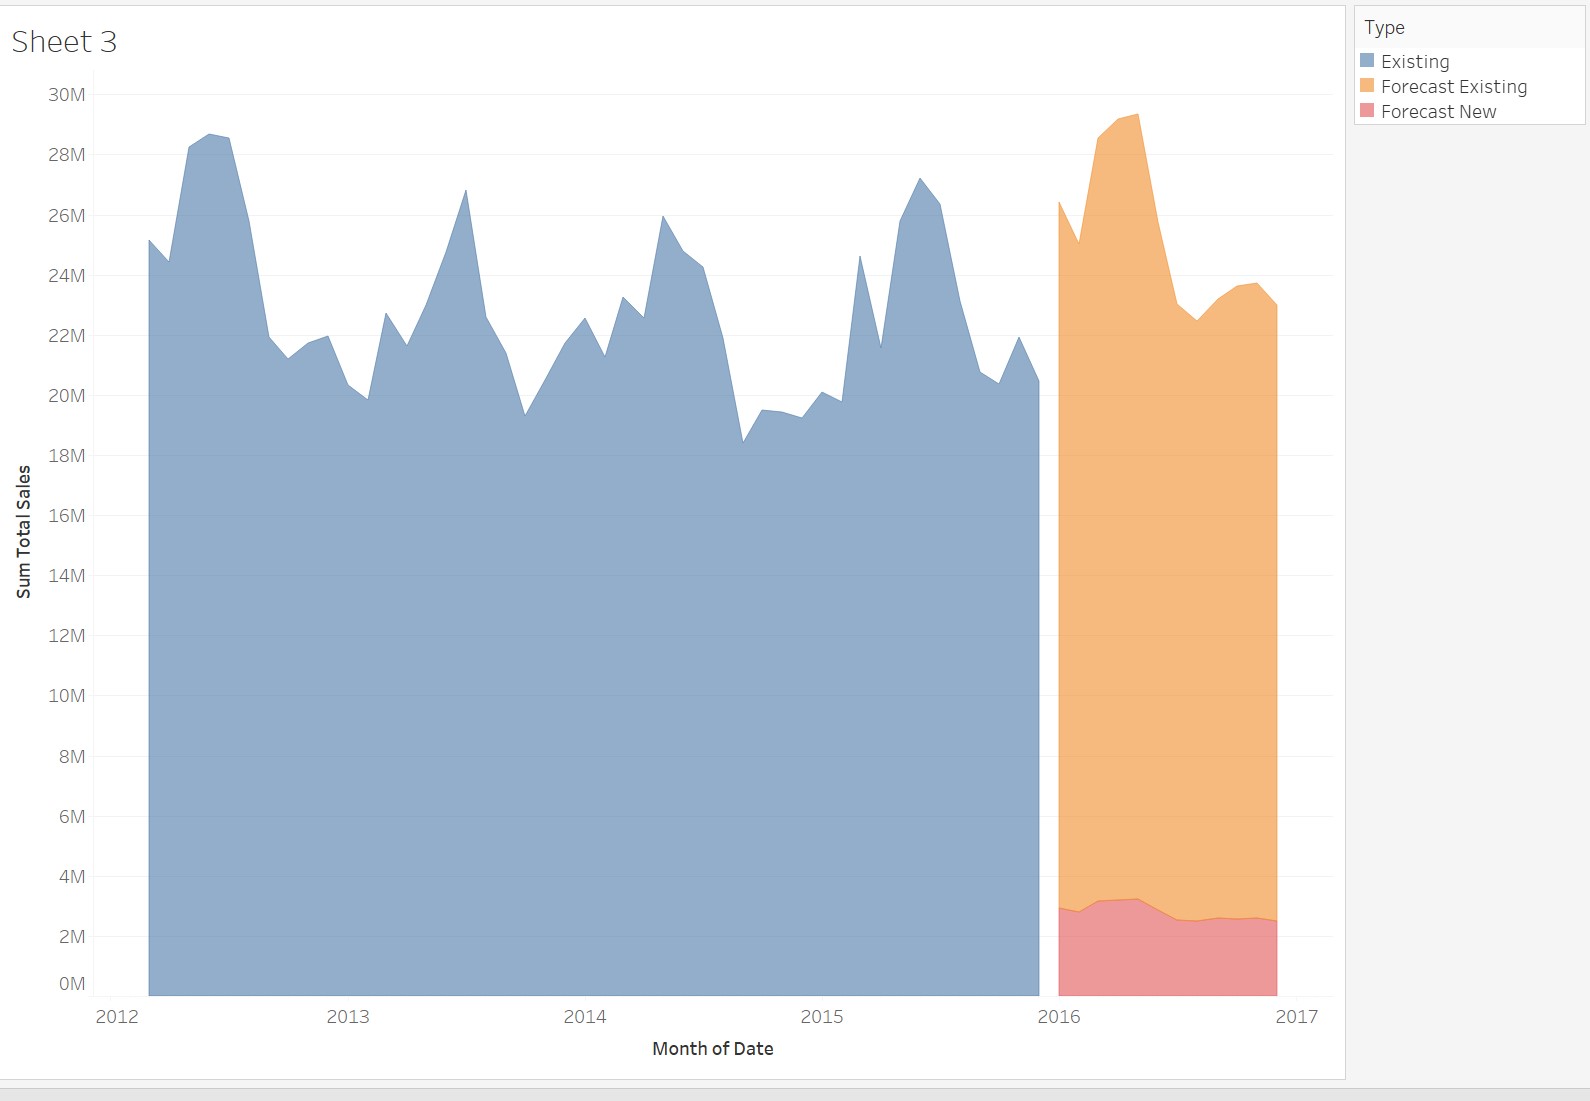 Sheet 3
Type
Existing
Forecast Existing
Forecast New
30M
28M
26M
24M
22M
20M
18M
16M
14M
12M
10M
8M
6M
4M
2M
0M
Sum Total Sales
2012 2013 2014 2015 2016 2017
Month of Date